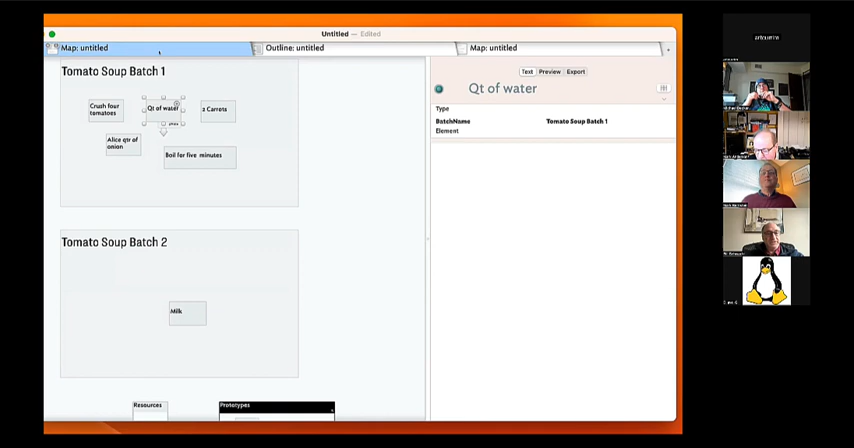 Untitled — Edited
Map: untitled
Outline: untitled
Map: untitled
Tomato Soup Batch 1
Crush four
tomatoes
Qt of water
2 Carrots
Alice qtr of
onion
Boil for five minutes
Tomato Soup Batch 2
Milk
Resources
Prototypes
Text
Preview
Export
Qt of water
Type
BatchName
Tomato Soup Batch 1
Element